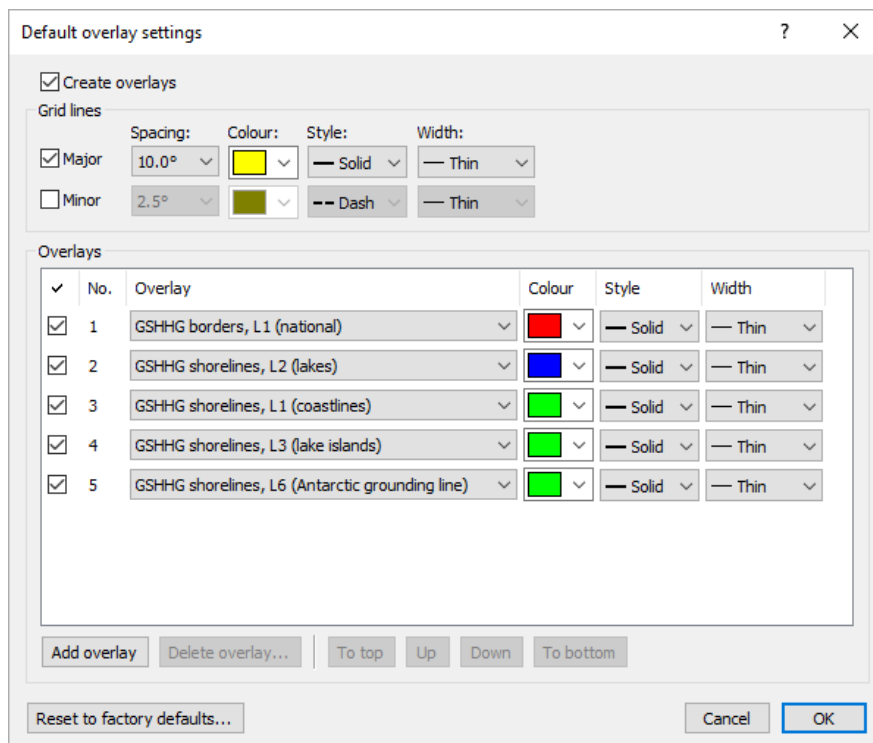 Default overlay settings ?
Create overlays
Grid lines
Spacing: Colour: Style: Width:
Major 10.0° Solid Thin
Minor 2.5° Dash Thin
Overlays
No. Overlay Colour Style Width
1 GSHHG borders, L1 (national) Solid Thin
2 GSHHG shorelines, L2 (lakes) Solid Thin
3 GSHHG shorelines, L1 (coastlines) Solid Thin
4 GSHHG shorelines, L3 (lake islands) Solid Thin
5 GSHHG shorelines, L6 (Antarctic grounding line) Solid Thin
Add overlay Delete overlay... To top Up Down To bottom
Reset to factory defaults... Cancel OK